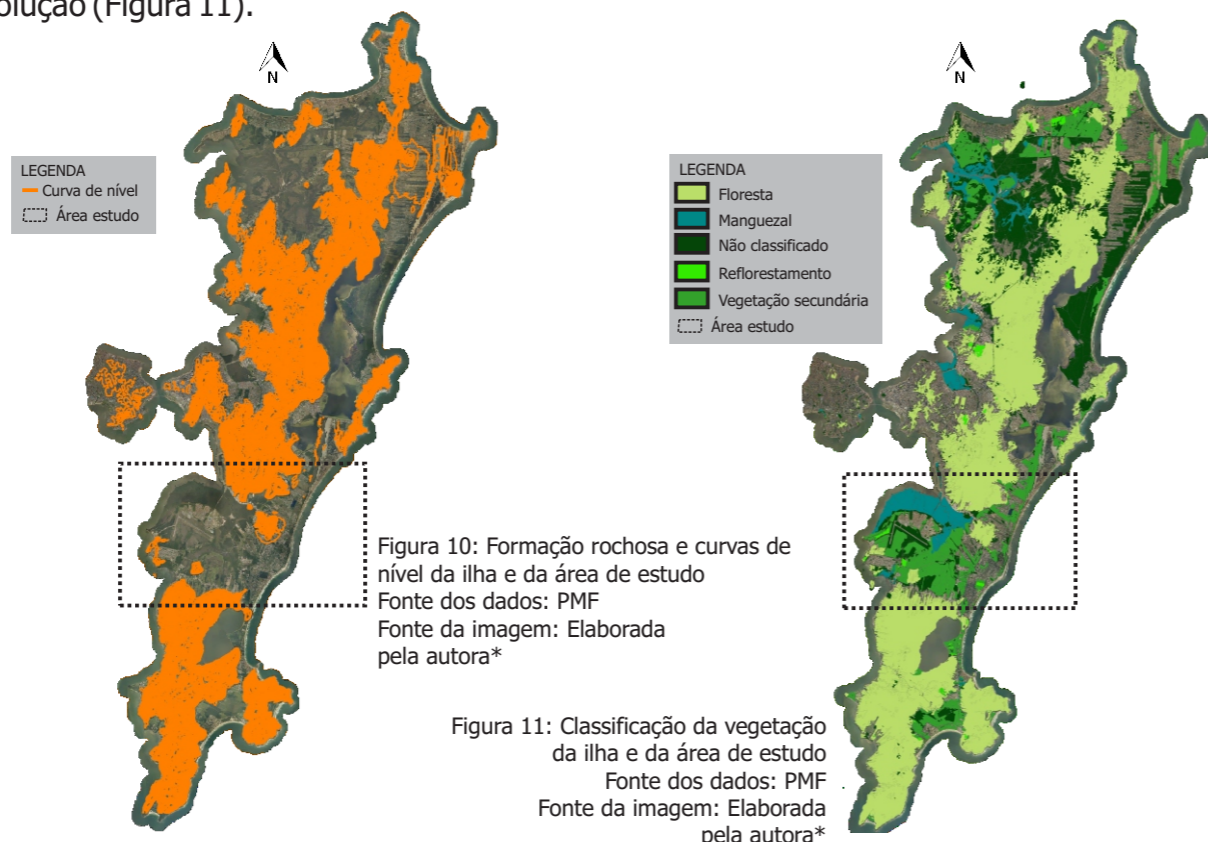 olução (Figura 11).
N
LEGENDA
Curva de nível
Área estudo
Figura 10: Formação rochosa e curvas de
nível da ilha e da área de estudo
Fonte dos dados: PMF
Fonte da imagem: Elaborada
pela autora*
N
LEGENDA
Floresta
Manguezal
Não classificado
Reflorestamento
Vegetação secundária
Área estudo
Figura 11: Classificação da vegetação
da ilha e da área de estudo
Fonte dos dados: PMF
Fonte da imagem: Elaborada
pela autora*